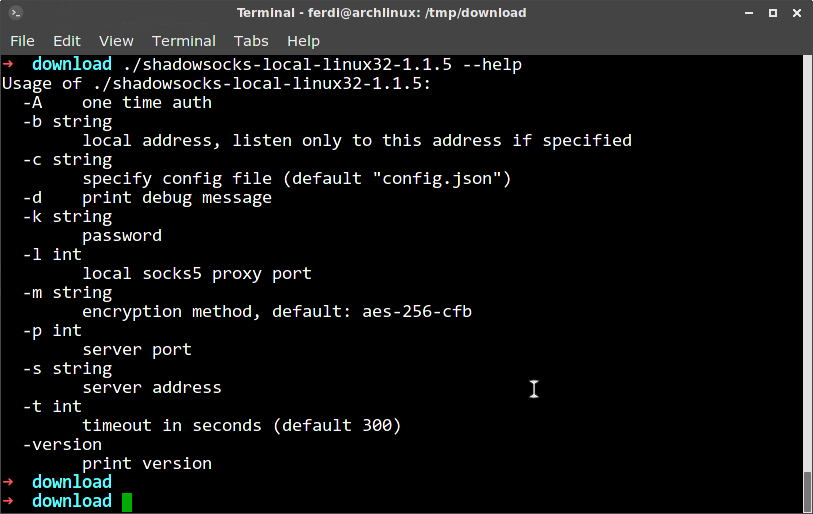 Terminal - ferdi@archlinux: /tmp/download
File Edit View Terminal Tabs Help
→ download ./shadowsocks-local-linux32-1.1.5 --help
Usage of ./shadowsocks-local-linux32-1.1.5:
  -A    one time auth
  -b string
        local address, listen only to this address if specified
  -c string
        specify config file (default "config.json")
  -d    print debug message
  -k string
        password
  -l int
        local socks5 proxy port
  -m string
        encryption method, default: aes-256-cfb
  -p int
        server port
  -s string
        server address
  -t int
        timeout in seconds (default 300)
  -version
        print version
→ download
→ download